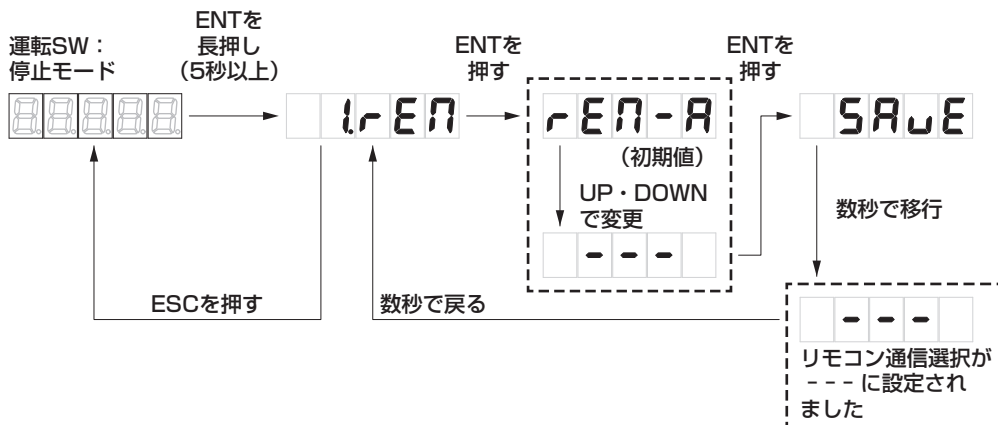 運転SW：
停止モード
88888
ENTを
長押し
（5秒以上）
1.rEM
ENTを
押す
rEM-A
（初期値）
UP・DOWN
で変更
---
ENTを
押す
SAvE
数秒で移行
---
リモコン通信選択が
---に設定され
ました
数秒で戻る
ESCを押す